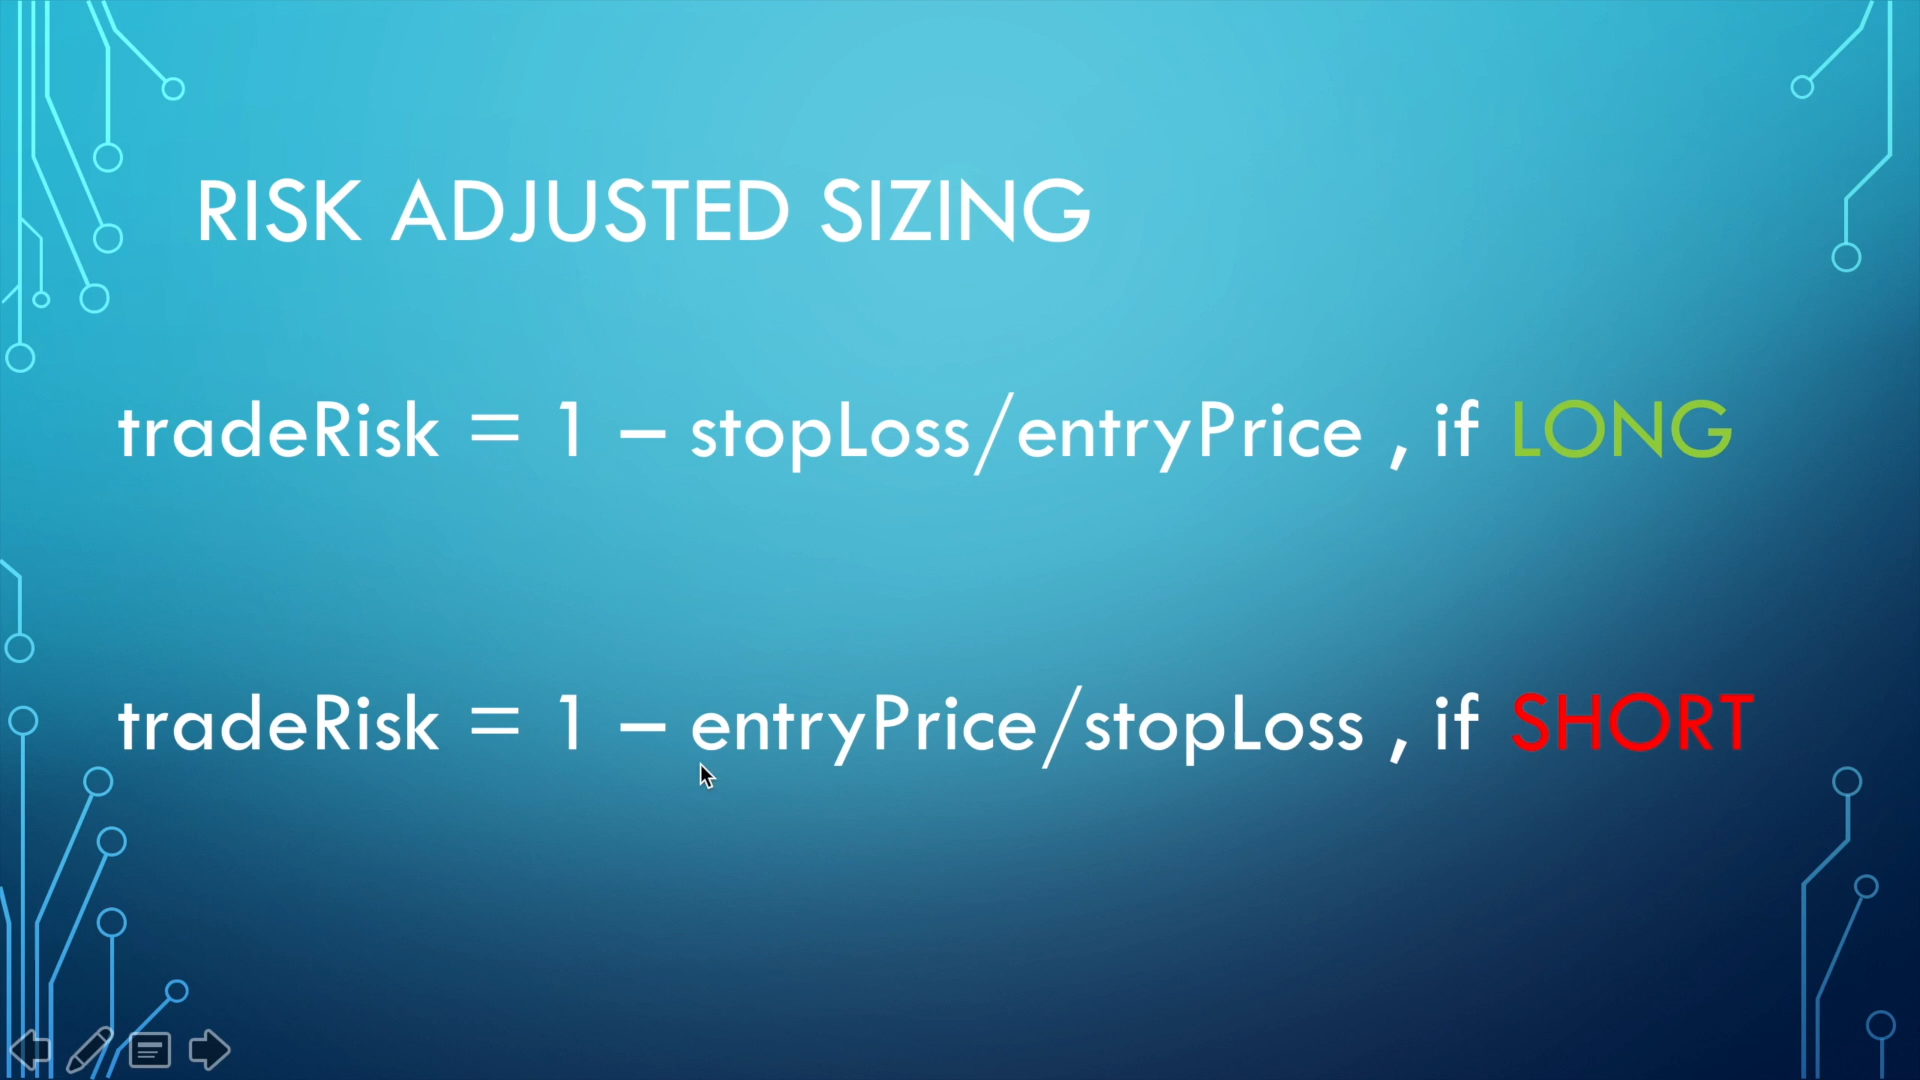 RISK ADJUSTED SIZING
tradeRisk = 1 – stopLoss/entryPrice , if LONG
tradeRisk = 1 – entryPrice/stopLoss , if SHORT